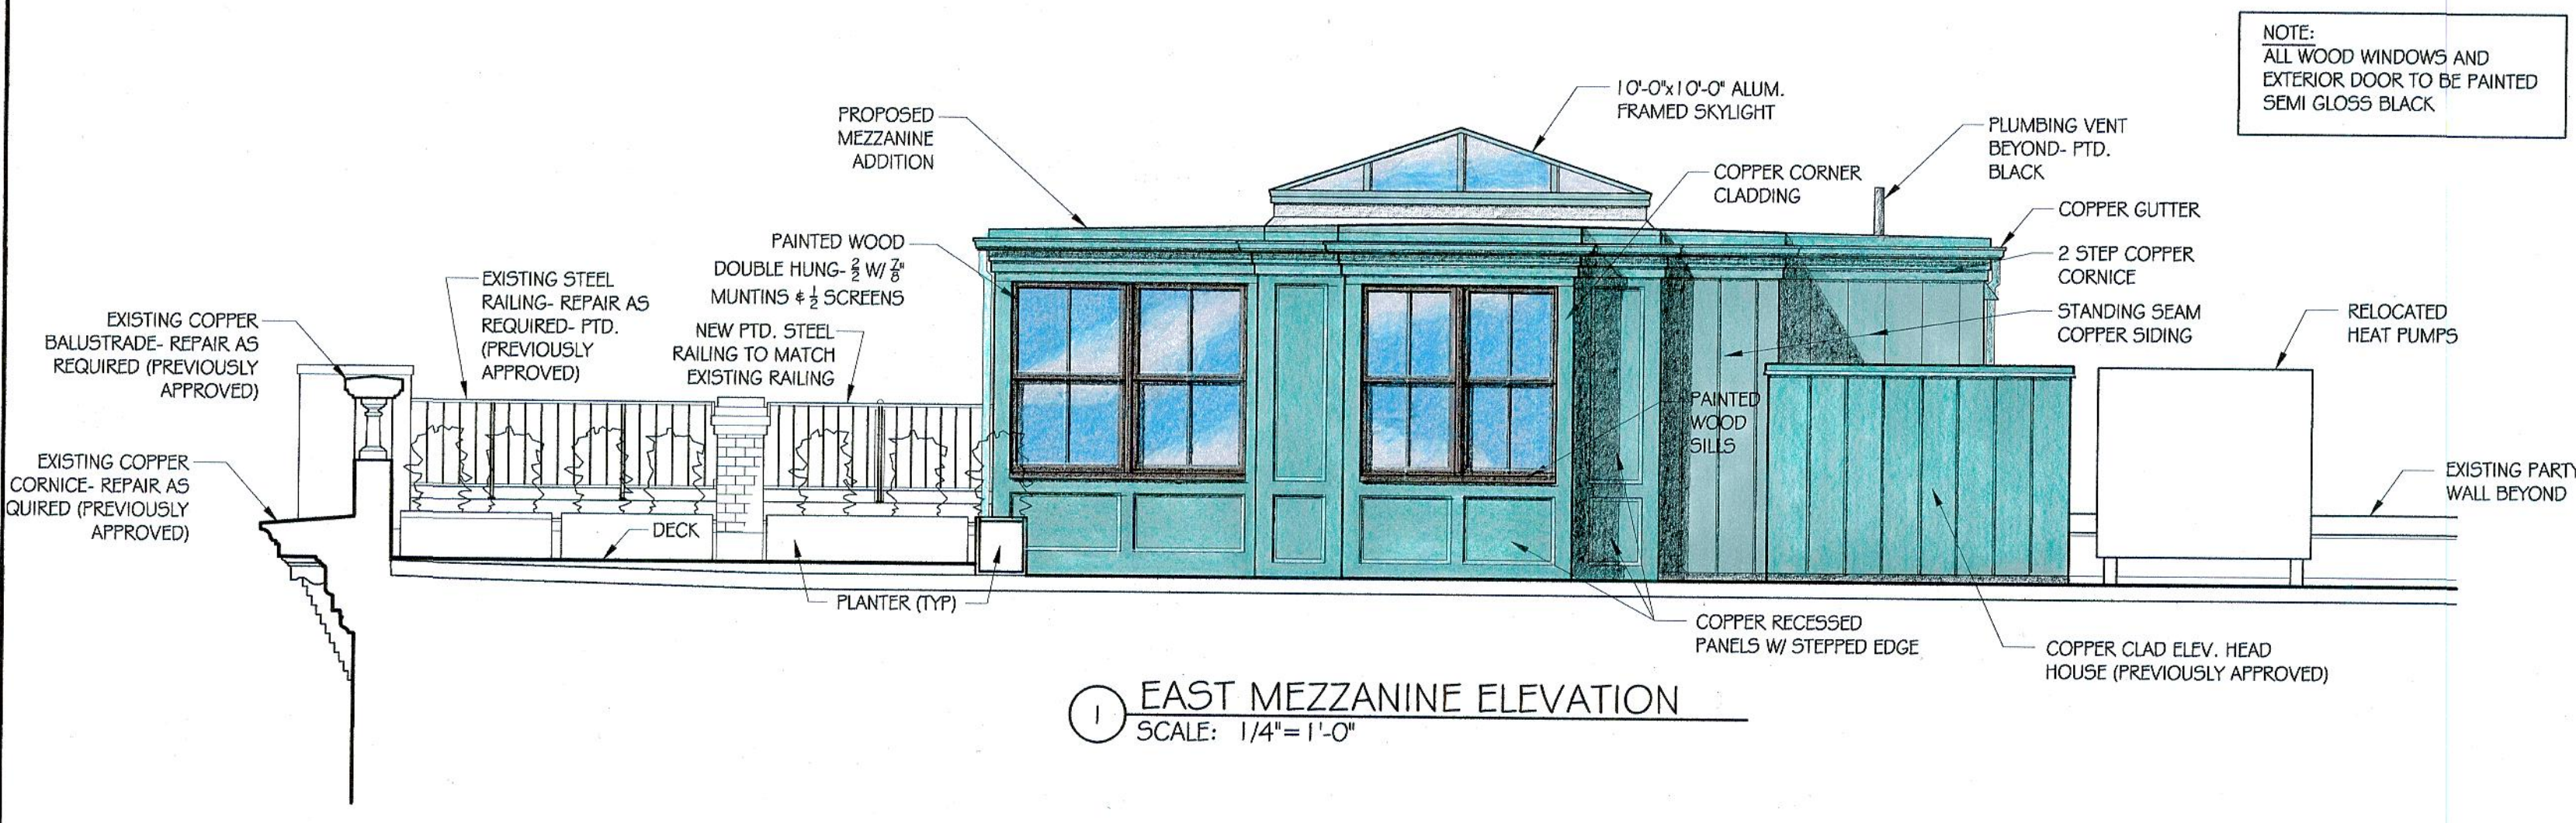 NOTE:
ALL WOOD WINDOWS AND
EXTERIOR DOOR TO BE PAINTED
SEMI GLOSS BLACK
10'-0"x10'-0" ALUM.
FRAMED SKYLIGHT
PROPOSED
MEZZANINE
ADDITION
PLUMBING VENT
BEYOND- PTD.
BLACK
COPPER CORNER
CLADDING
COPPER GUTTER
PAINTED WOOD
DOUBLE HUNG- 2/2 W/ 7/8"
MUNTINS & 1/2 SCREENS
2 STEP COPPER
CORNICE
EXISTING STEEL
RAILING- REPAIR AS
REQUIRED- PTD.
(PREVIOUSLY
APPROVED)
STANDING SEAM
COPPER SIDING
RELOCATED
HEAT PUMPS
EXISTING COPPER
BALUSTRADE- REPAIR AS
REQUIRED (PREVIOUSLY
APPROVED)
NEW PTD. STEEL
RAILING TO MATCH
EXISTING RAILING
PAINTED
WOOD
SILLS
EXISTING COPPER
CORNICE- REPAIR AS
QUIRED (PREVIOUSLY
APPROVED)
EXISTING PARTY
WALL BEYOND
DECK
PLANTER (TYP)
COPPER RECESSED
PANELS W/ STEPPED EDGE
COPPER CLAD ELEV. HEAD
HOUSE (PREVIOUSLY APPROVED)
1 EAST MEZZANINE ELEVATION
SCALE: 1/4"=1'-0"